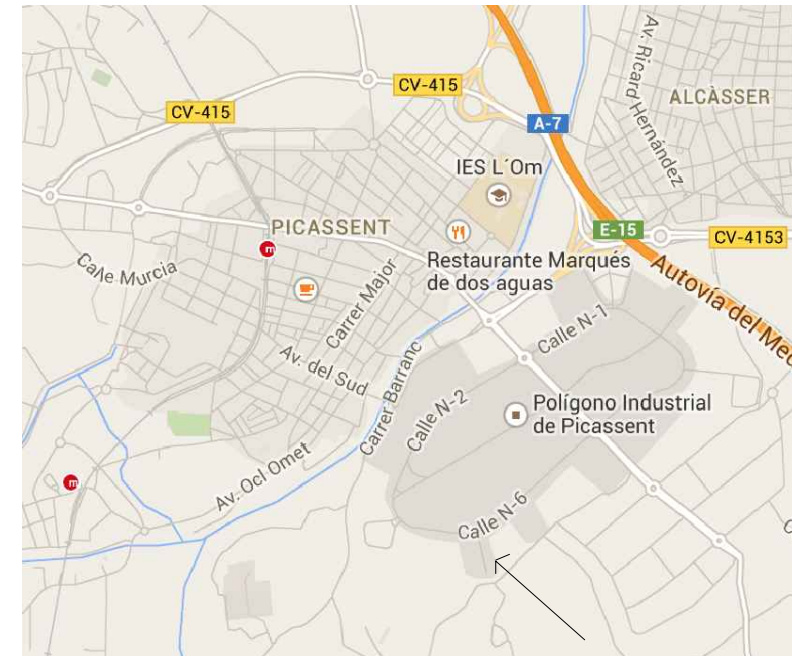 CV-415
CV-415
A-7
ALCÀSSER
Av. Ricard Hernández
IES L´Om
PICASSENT
E-15
CV-4153
Restaurante Marqués
de dos aguas
Calle Murcia
Carrer Major
Autovía del Med
Calle N-1
Av. del Sud
Carrer Barranc
Calle N-2
Polígono Industrial
de Picassent
Av. Ocl Omet
Calle N-6
m
m